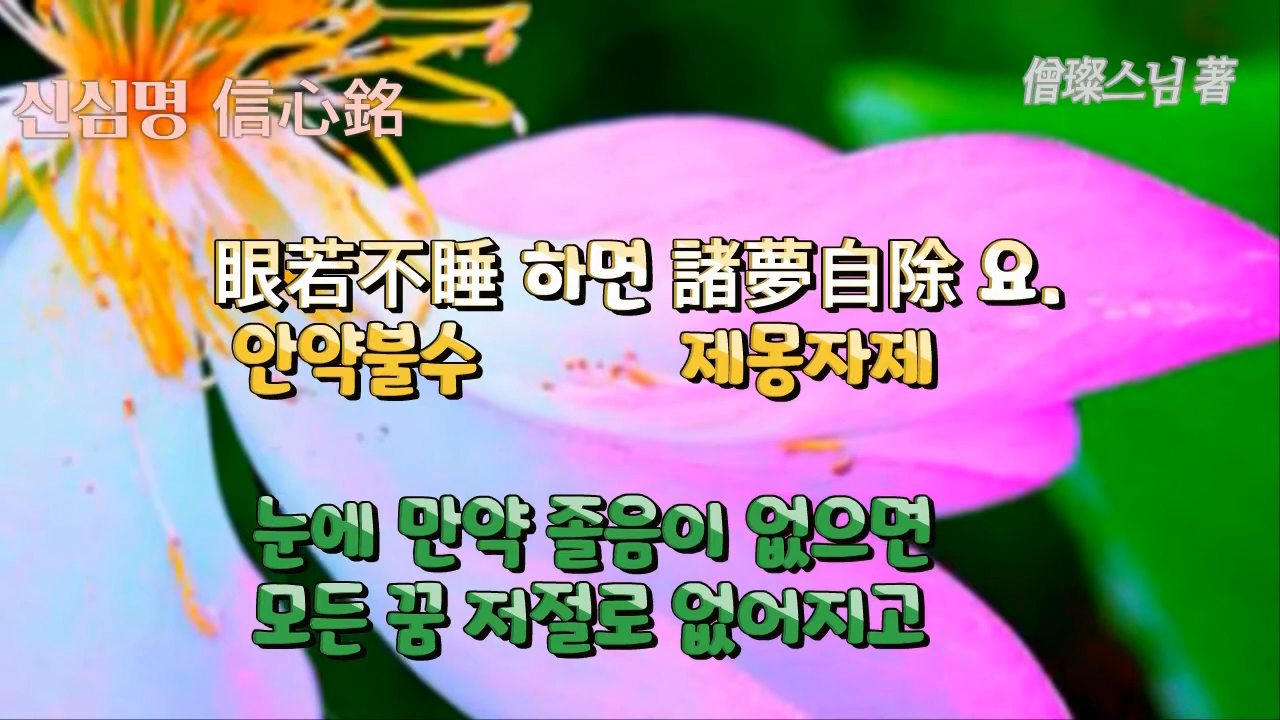 신심명 信心銘
僧璨스님 著
眼若不睡 하면 諸夢自除 요.
안약불수 제몽자제
눈에 만약 졸음이 없으면
모든 꿈 저절로 없어지고